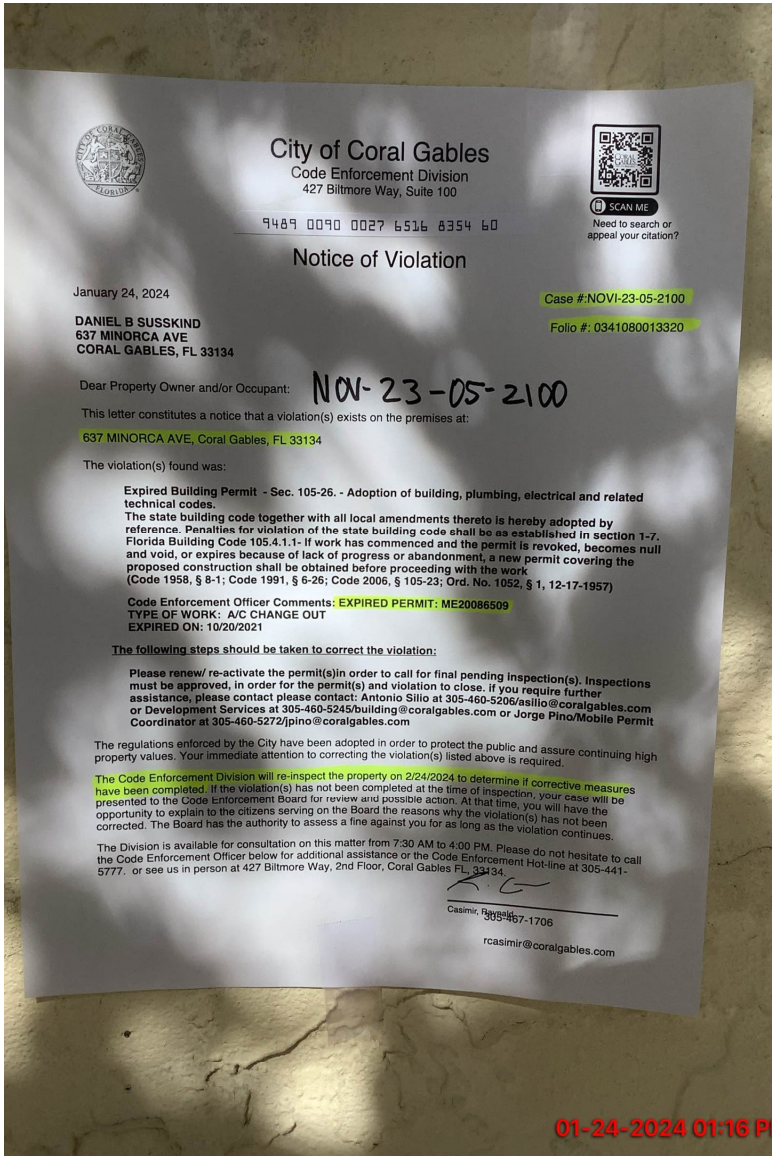 CITY OF CORAL GABLES
FLORIDA
City of Coral Gables
Code Enforcement Division
427 Biltmore Way, Suite 100
9489 0090 0027 6516 8354 60
CORAL GABLES
SCAN ME
Need to search or
appeal your citation?
Notice of Violation
January 24, 2024
Case #:NOVI-23-05-2100
Folio #: 0341080013320
DANIEL B SUSSKIND
637 MINORCA AVE
CORAL GABLES, FL 33134
Dear Property Owner and/or Occupant:
NOV-23-05-2100
This letter constitutes a notice that a violation(s) exists on the premises at:
637 MINORCA AVE, Coral Gables, FL 33134
The violation(s) found was:
Expired Building Permit - Sec. 105-26. - Adoption of building, plumbing, electrical and related
technical codes.
The state building code together with all local amendments thereto is hereby adopted by
reference. Penalties for violation of the state building code shall be as established in section 1-7.
Florida Building Code 105.4.1.1- If work has commenced and the permit is revoked, becomes null
and void, or expires because of lack of progress or abandonment, a new permit covering the
proposed construction shall be obtained before proceeding with the work
(Code 1958, § 8-1; Code 1991, § 6-26; Code 2006, § 105-23; Ord. No. 1052, § 1, 12-17-1957)
Code Enforcement Officer Comments: EXPIRED PERMIT: ME20086509
TYPE OF WORK: A/C CHANGE OUT
EXPIRED ON: 10/20/2021
The following steps should be taken to correct the violation:
Please renew/ re-activate the permit(s)in order to call for final pending inspection(s). Inspections
must be approved, in order for the permit(s) and violation to close. if you require further
assistance, please contact please contact: Antonio Silio at 305-460-5206/asilio@coralgables.com
or Development Services at 305-460-5245/building@coralgables.com or Jorge Pino/Mobile Permit
Coordinator at 305-460-5272/jpino@coralgables.com
The regulations enforced by the City have been adopted in order to protect the public and assure continuing high
property values. Your immediate attention to correcting the violation(s) listed above is required.
The Code Enforcement Division will re-inspect the property on 2/24/2024 to determine if corrective measures
have been completed. If the violation(s) has not been completed at the time of inspection, your case will be
presented to the Code Enforcement Board for review and possible action. At that time, you will have the
opportunity to explain to the citizens serving on the Board the reasons why the violation(s) has not been
corrected. The Board has the authority to assess a fine against you for as long as the violation continues.
The Division is available for consultation on this matter from 7:30 AM to 4:00 PM. Please do not hesitate to call
the Code Enforcement Officer below for additional assistance or the Code Enforcement Hot-line at 305-441-
5777. or see us in person at 427 Biltmore Way, 2nd Floor, Coral Gables FL, 33134.
Casimir,
305-467-1706
rcasimir@coralgables.com
01-24-2024 01:16 P